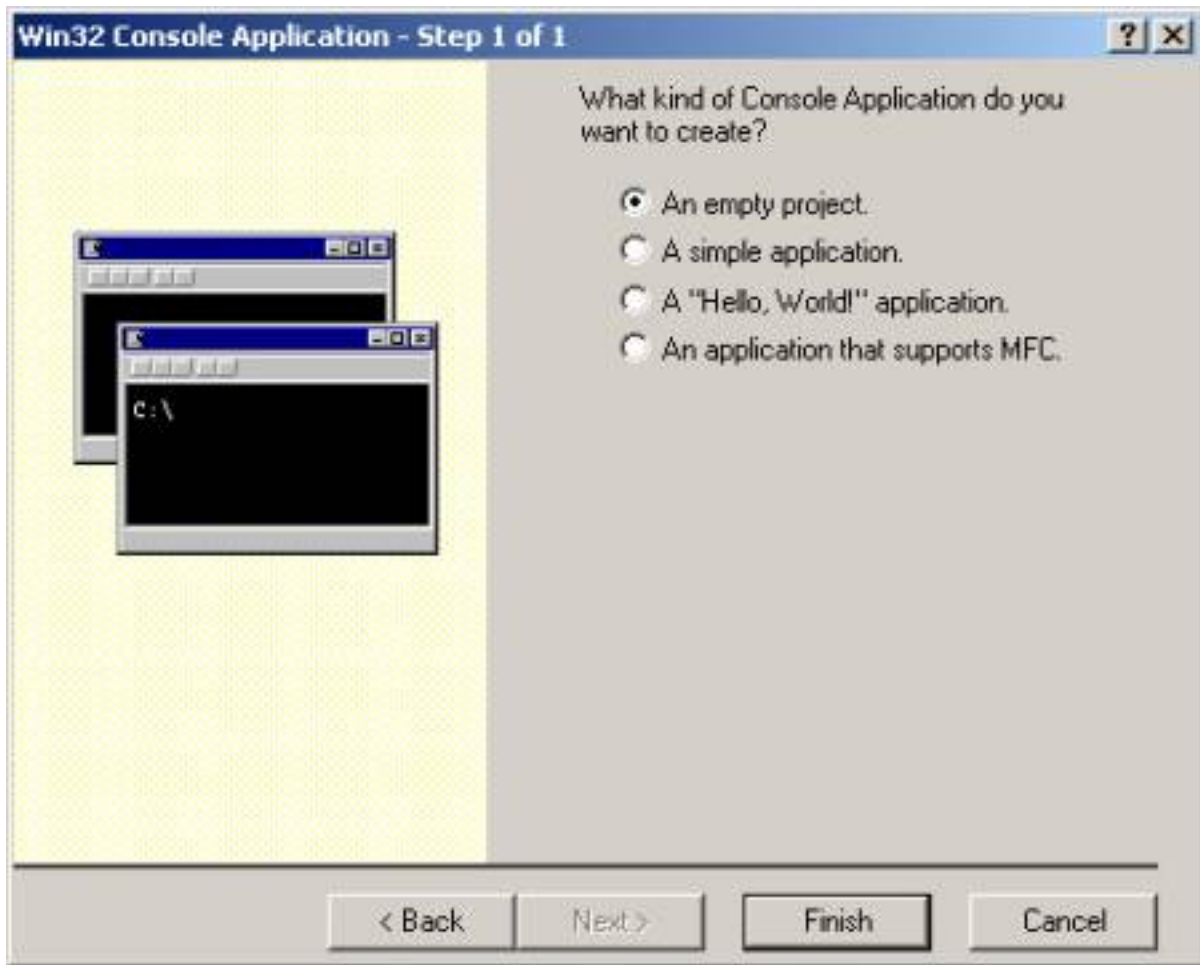 Win32 Console Application - Step 1 of 1
What kind of Console Application do you
want to create?
An empty project.
A simple application.
A "Hello, World!" application.
An application that supports MFC.
C:\
< Back
Next >
Finish
Cancel